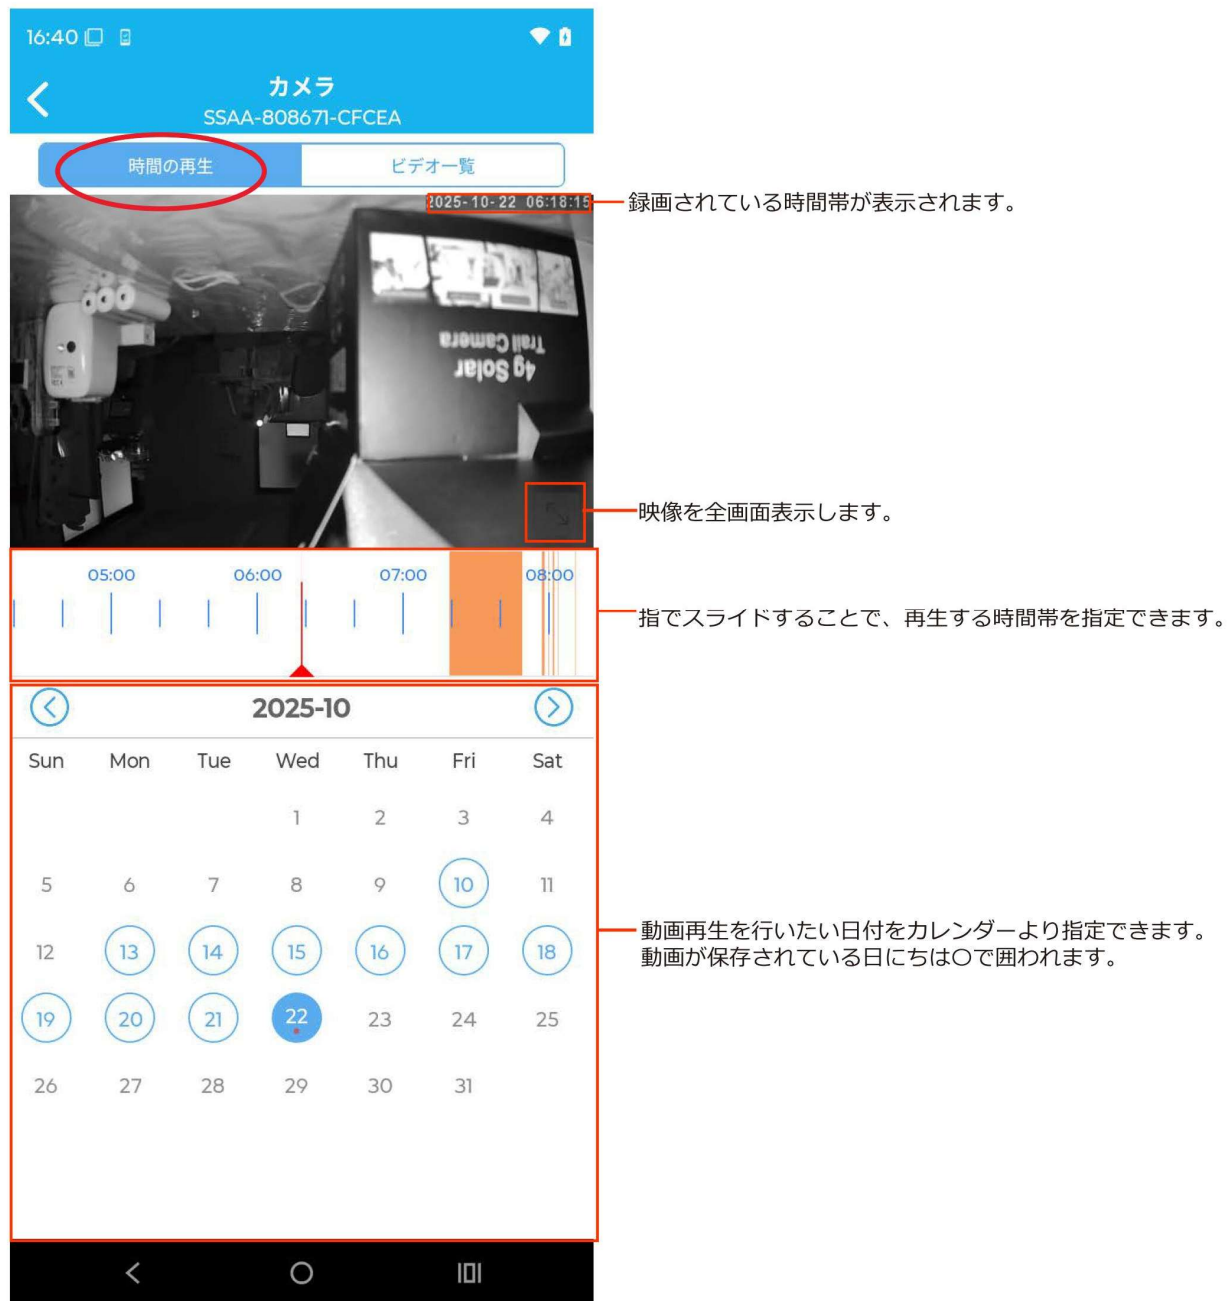 16:40
カメラ
SSAA-808671-CFCEA
時間の再生
ビデオ一覧
2025-10-22 06:18:15
録画されている時間帯が表示されます。
4g Solar
Trail Camera
映像を全画面表示します。
05:00 06:00 07:00 08:00
指でスライドすることで、再生する時間帯を指定できます。
2025-10
Sun Mon Tue Wed Thu Fri Sat
1 2 3 4
5 6 7 8 9 10 11
12 13 14 15 16 17 18
動画再生を行いたい日付をカレンダーより指定できます。
動画が保存されている日にちは〇で囲われます。
19 20 21 22 23 24 25
26 27 28 29 30 31